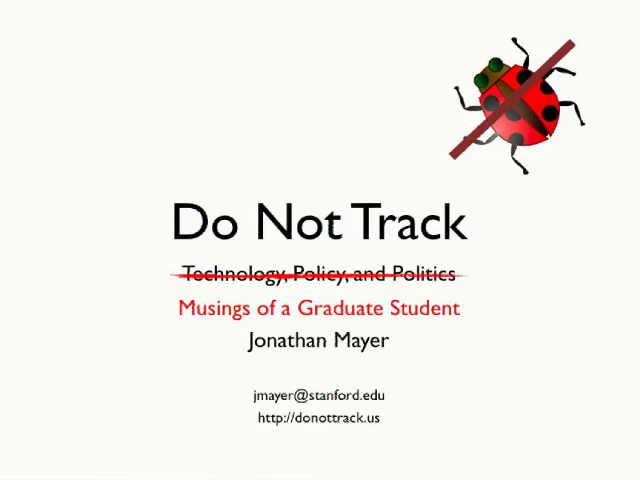 Do Not Track
Technology, Policy, and Politics
Musings of a Graduate Student
Jonathan Mayer
jmayer@stanford.edu
http://donottrack.us